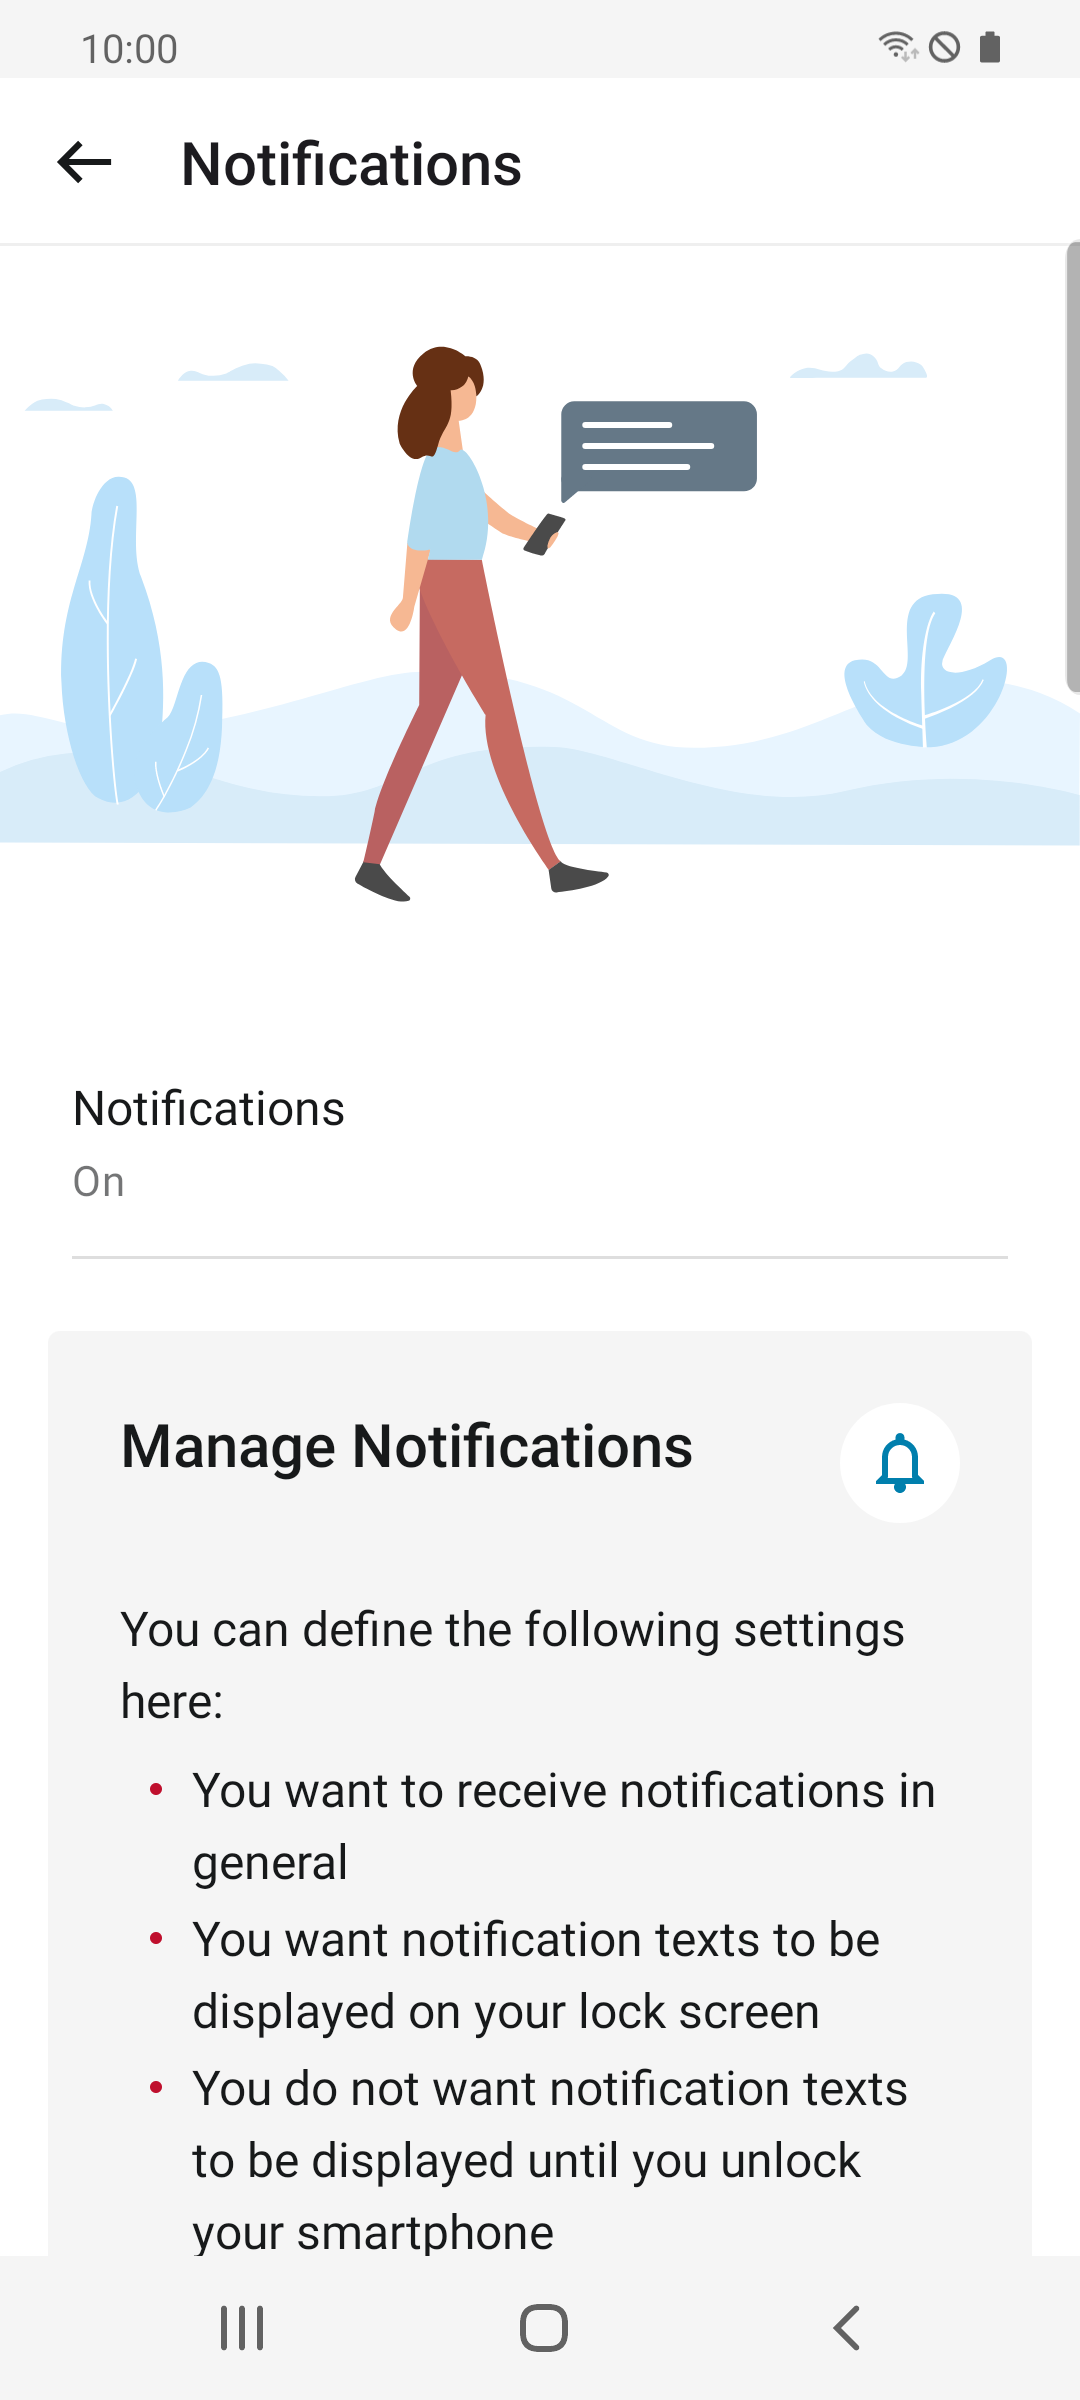 10:00
Notifications
Notifications
On
Manage Notifications
You can define the following settings
here:
• You want to receive notifications in
general
• You want notification texts to be
displayed on your lock screen
• You do not want notification texts
to be displayed until you unlock
your smartphone